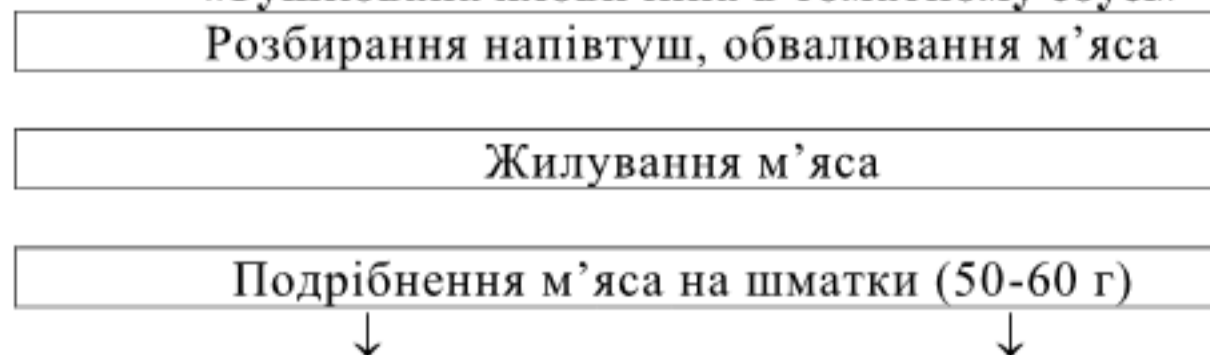 Розбирання напівтуш, обвалювання м’яса
Жилування м’яса
Подрібнення м’яса на шматки (50-60 г)